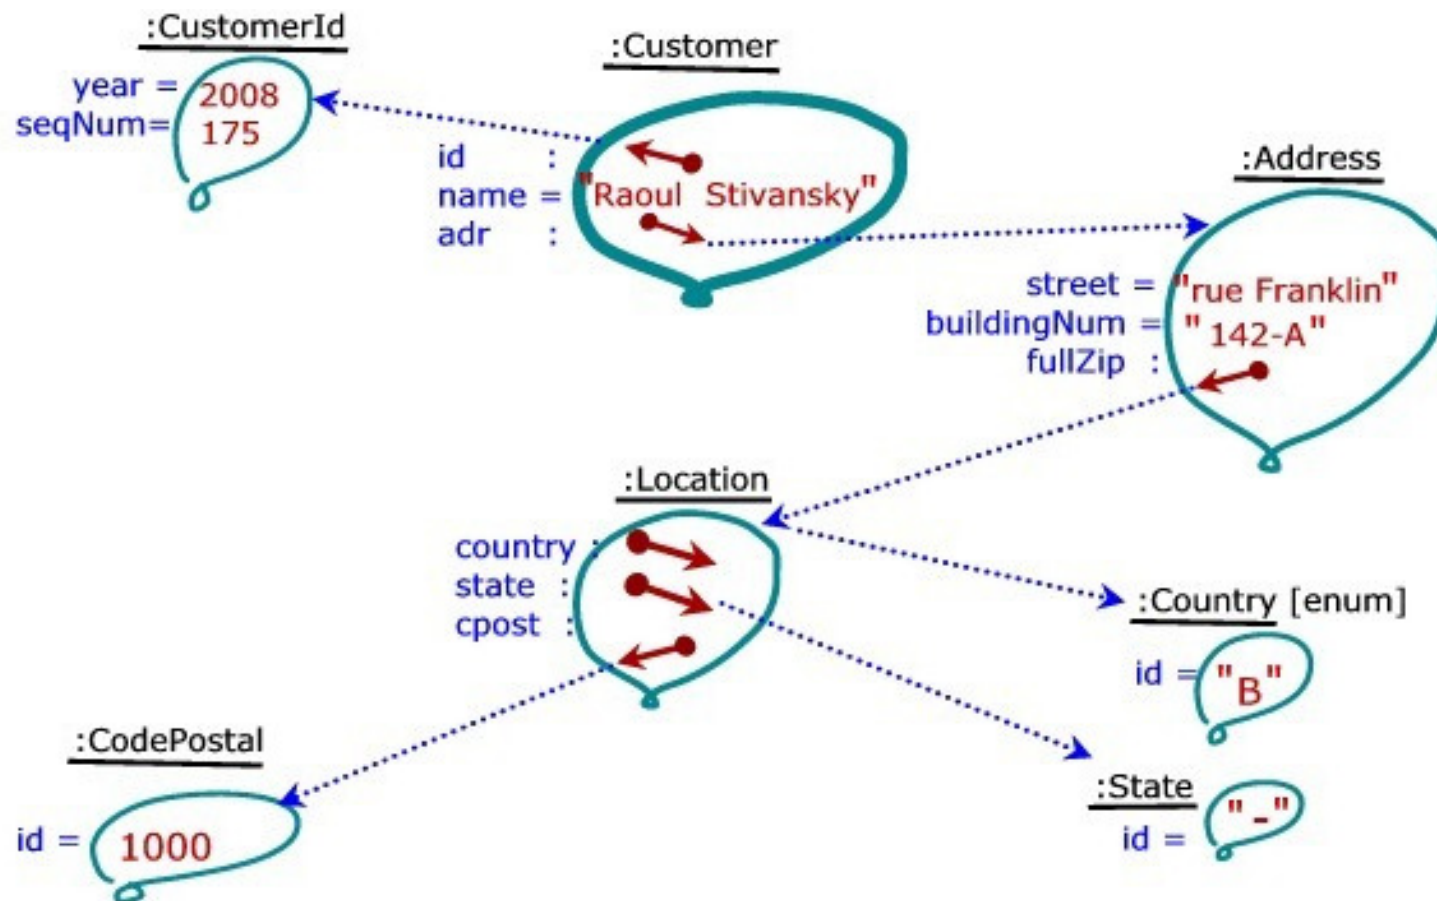 :CustomerId
year = 2008
seqNum= 175
:Customer
id :
name = "Raoul Stivansky"
adr :
:Address
street = "rue Franklin"
buildingNum = "142-A"
fullZip :
:Location
country :
state :
cpost :
:Country [enum]
id = "B"
:State
id = "-"
:CodePostal
id = 1000